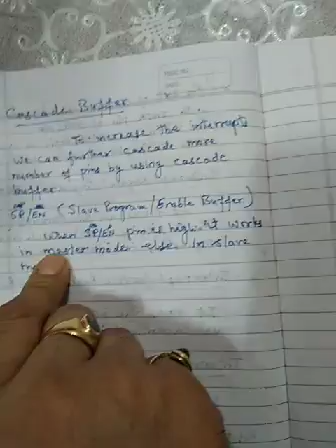 Cascade Buffer
To increase the interrupts
we can further cascade more
number of pins by using cascade
buffer.
SP/EN (Slave Program/Enable Buffer)
When SP/EN pin is high it works
in master mode else in slave